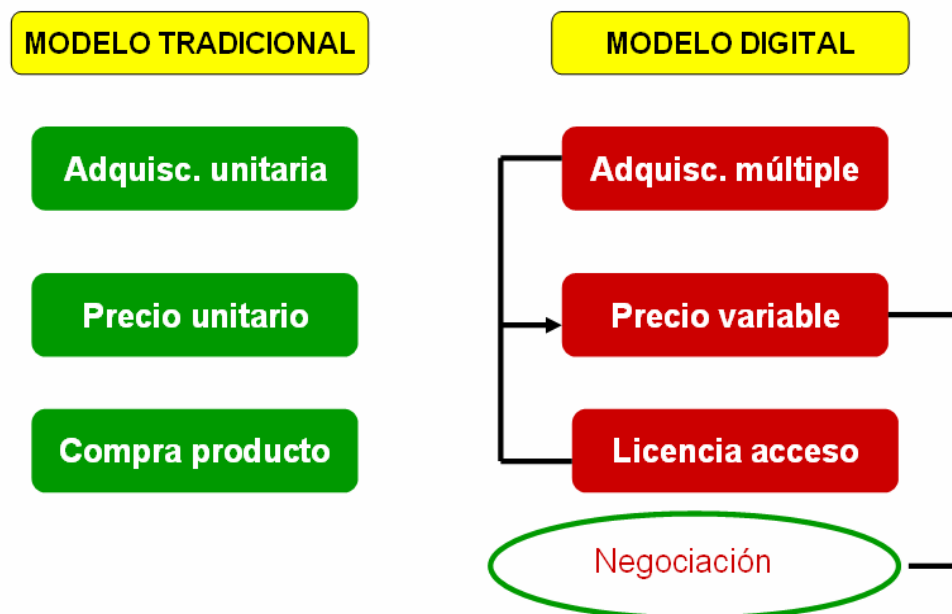 MODELO TRADICIONAL
MODELO DIGITAL
Adquisc. unitaria
Adquisc. múltiple
Precio unitario
Precio variable
Compra producto
Licencia acceso
Negociación